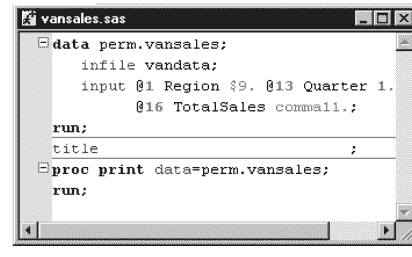 vansales.sas
data perm.vansales;
infile vandata;
input @1 Region $9. @13 Quarter 1.
@16 TotalSales comma11.;
run;
title ;
proc print data=perm.vansales;
run;